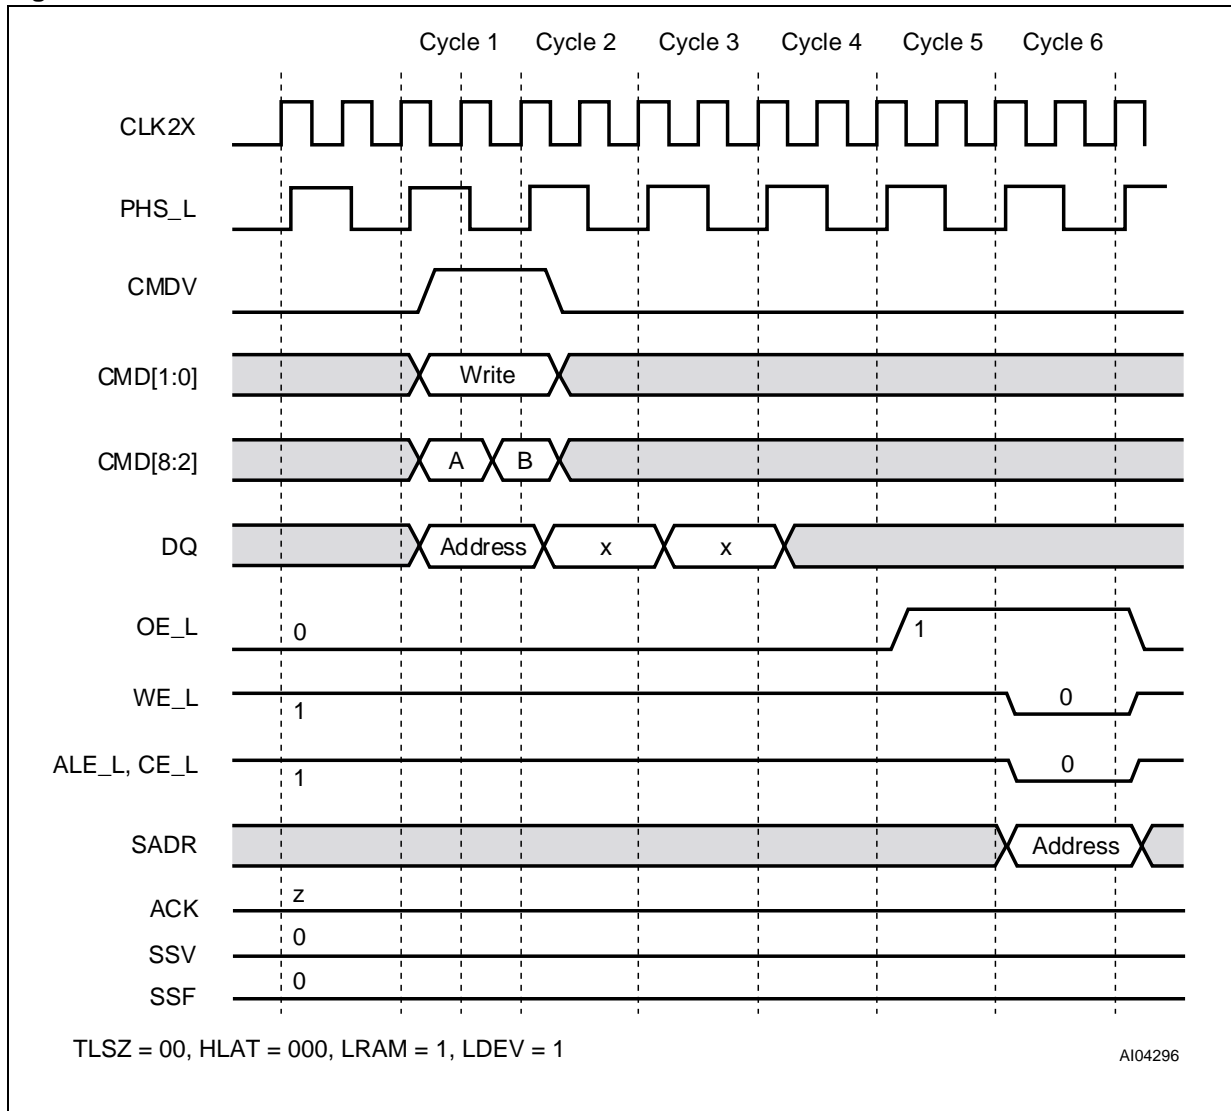 Cycle 1 Cycle 2 Cycle 3 Cycle 4 Cycle 5 Cycle 6
CLK2X
PHS_L
CMDV
CMD[1:0] Write
CMD[8:2] A B
DQ Address x x
OE_L 0 1
WE_L 1 0
ALE_L, CE_L 1 0
SADR Address
ACK z
SSV 0
SSF 0
TLSZ = 00, HLAT = 000, LRAM = 1, LDEV = 1
AI04296